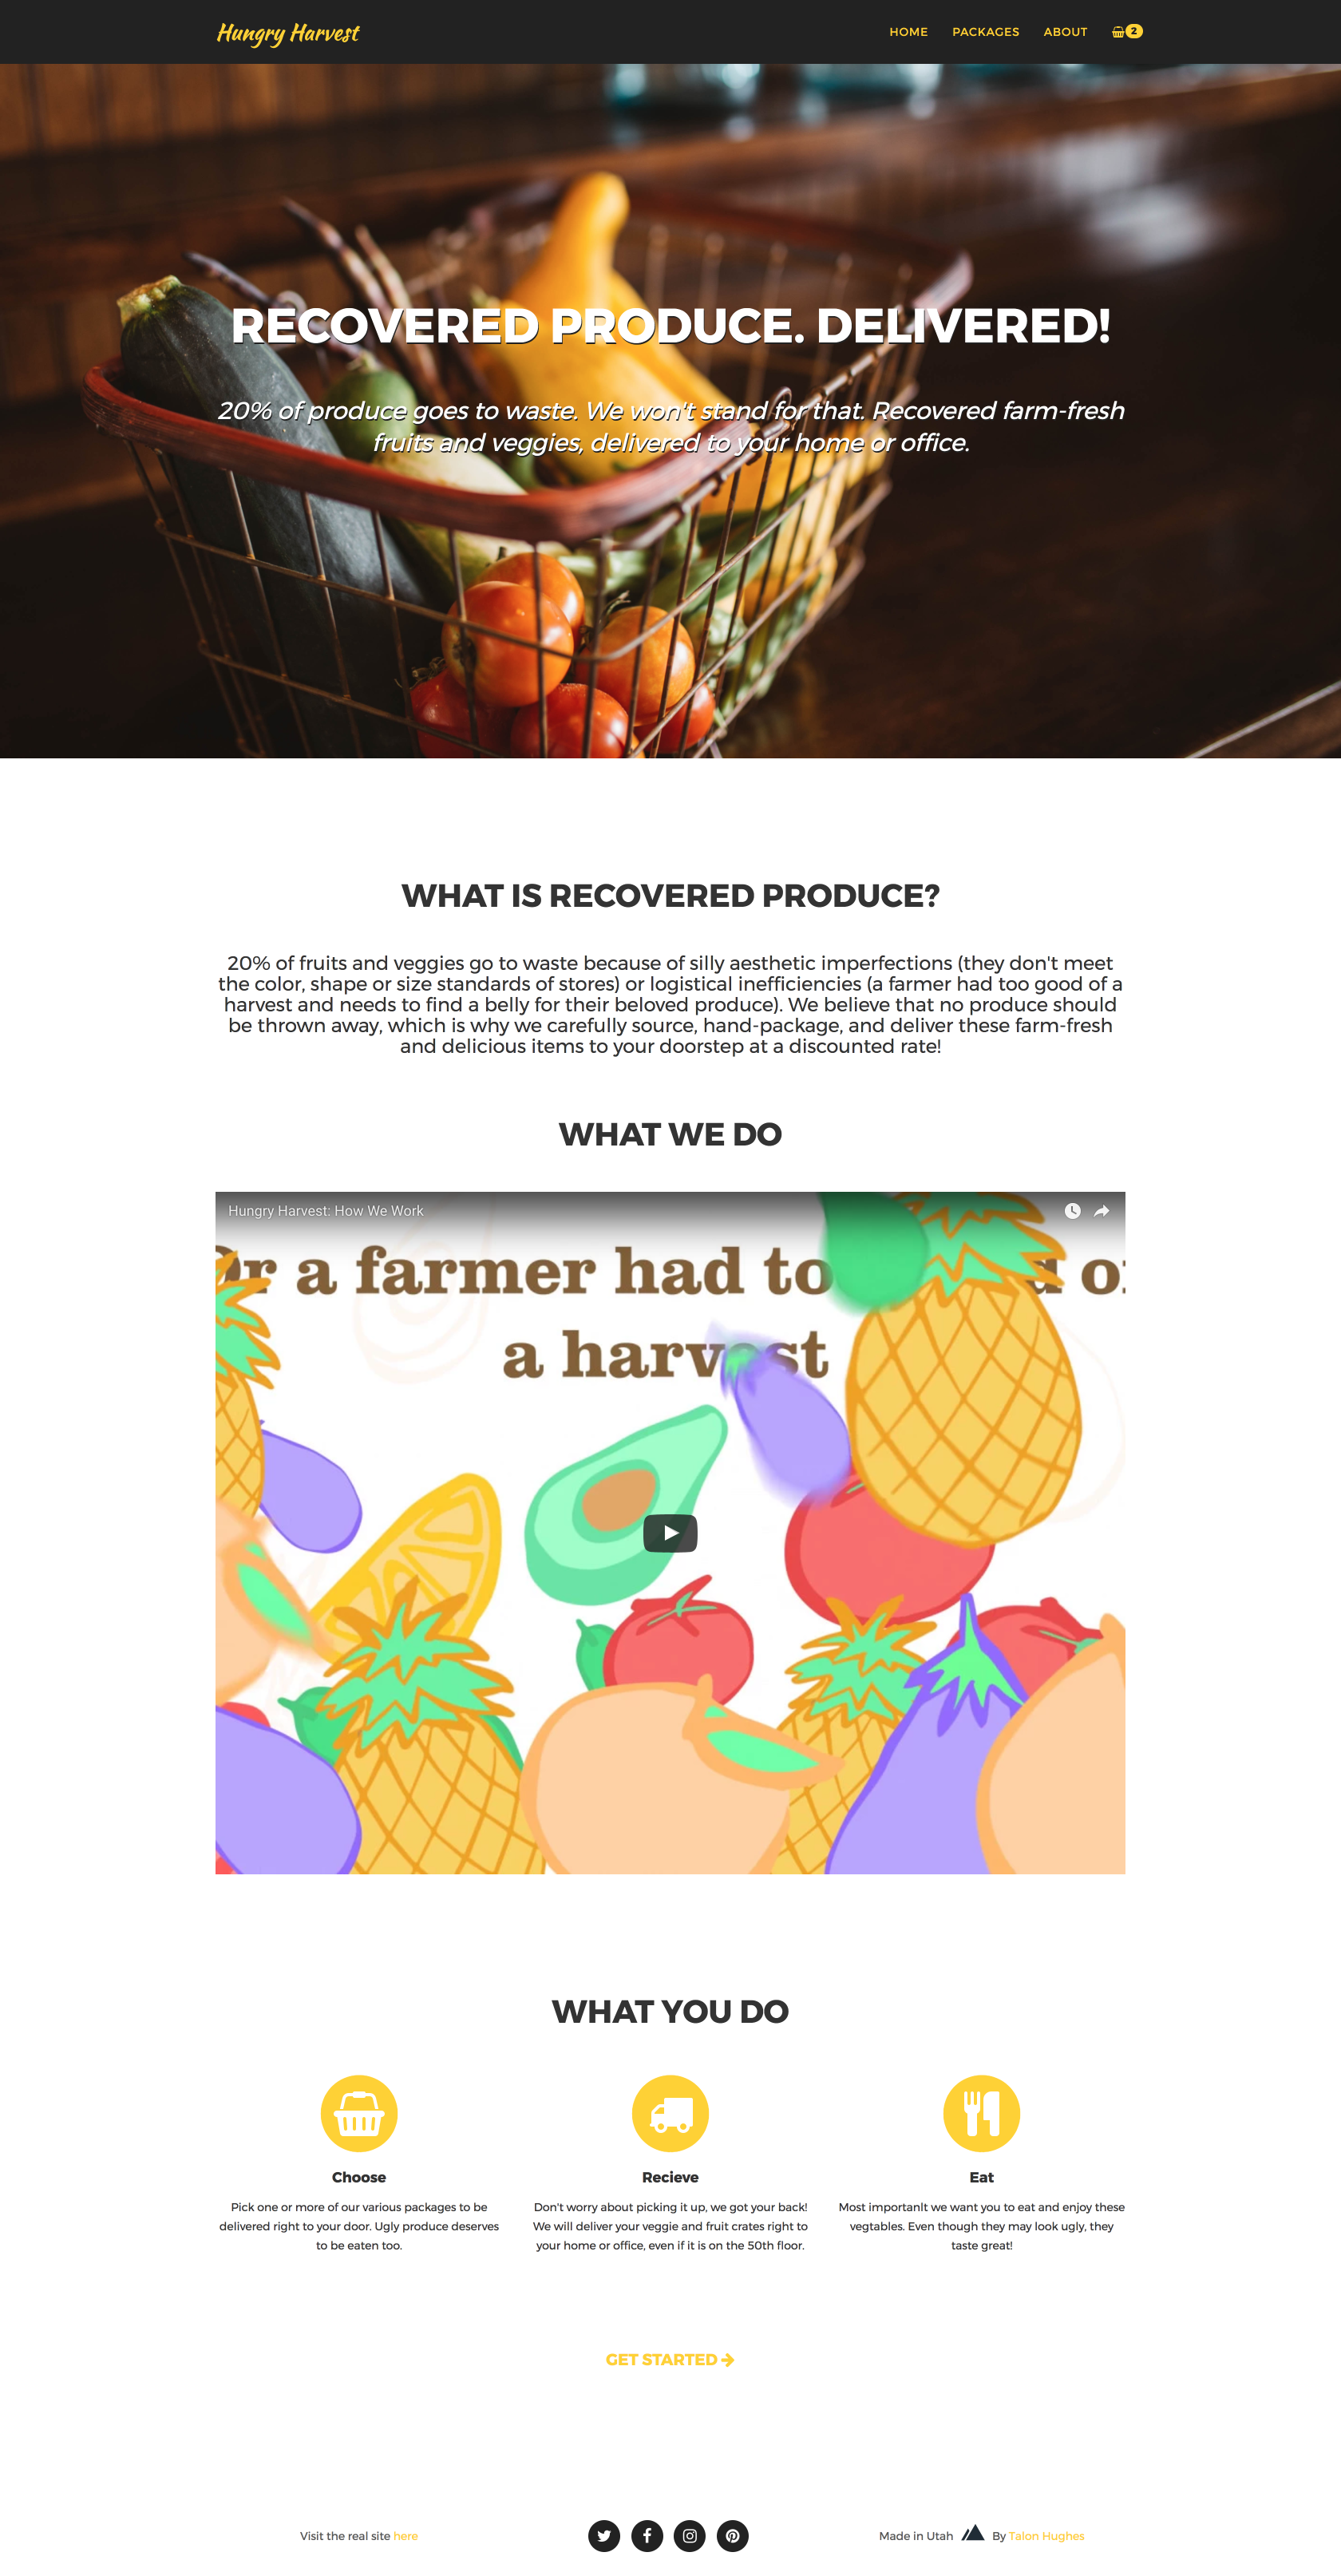 Hungry Harvest
HOME PACKAGES ABOUT 2
RECOVERED PRODUCE. DELIVERED!
20% of produce goes to waste. We won't stand for that. Recovered farm-fresh
fruits and veggies, delivered to your home or office.
WHAT IS RECOVERED PRODUCE?
20% of fruits and veggies go to waste because of silly aesthetic imperfections (they don't meet
the color, shape or size standards of stores) or logistical inefficiencies (a farmer had too good of a
harvest and needs to find a belly for their beloved produce). We believe that no produce should
be thrown away, which is why we carefully source, hand-package, and deliver these farm-fresh
and delicious items to your doorstep at a discounted rate!
WHAT WE DO
Hungry Harvest: How We Work
a farmer had
a harvest
WHAT YOU DO
Choose
Pick one or more of our various packages to be
delivered right to your door. Ugly produce deserves
to be eaten too.
Recieve
Don't worry about picking it up, we got your back!
We will deliver your veggie and fruit crates right to
your home or office, even if it is on the 50th floor.
Eat
Most importanlt we want you to eat and enjoy these
vegtables. Even though they may look ugly, they
taste great!
GET STARTED
Visit the real site here
Made in Utah By Talon Hughes